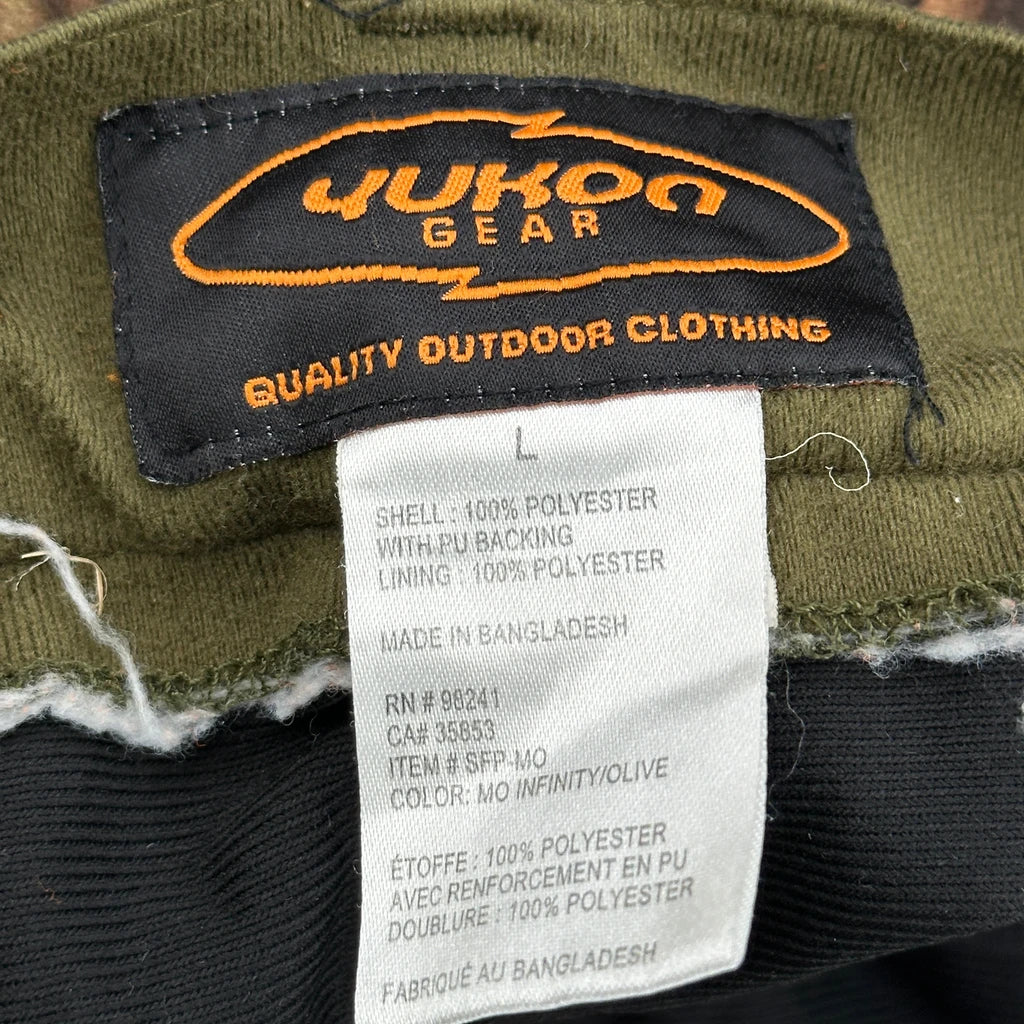 YUKON
GEAR
QUALITY OUTDOOR CLOTHING
L
SHELL : 100% POLYESTER
WITH PU BACKING
LINING : 100% POLYESTER
MADE IN BANGLADESH
RN # 98241
CA# 35853
ITEM # SFP-MO
COLOR: MO INFINITY/OLIVE
ÉTOFFE : 100% POLYESTER
AVEC RENFORCEMENT EN PU
DOUBLURE : 100% POLYESTER
FABRIQUÉ AU BANGLADESH